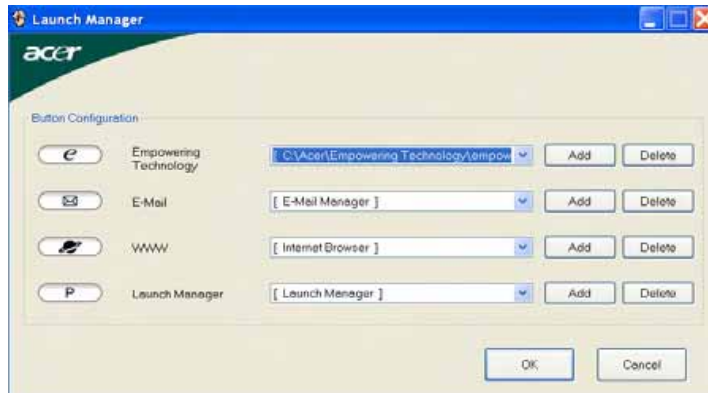 Launch Manager
acer
Button Configuration
e Empowering Technology [ C:\Acer\Empowering Technology\empow Add Delete
E-Mail [ E-Mail Manager ] Add Delete
WWW [ Internet Browser ] Add Delete
P Launch Manager [ Launch Manager ] Add Delete
OK Cancel